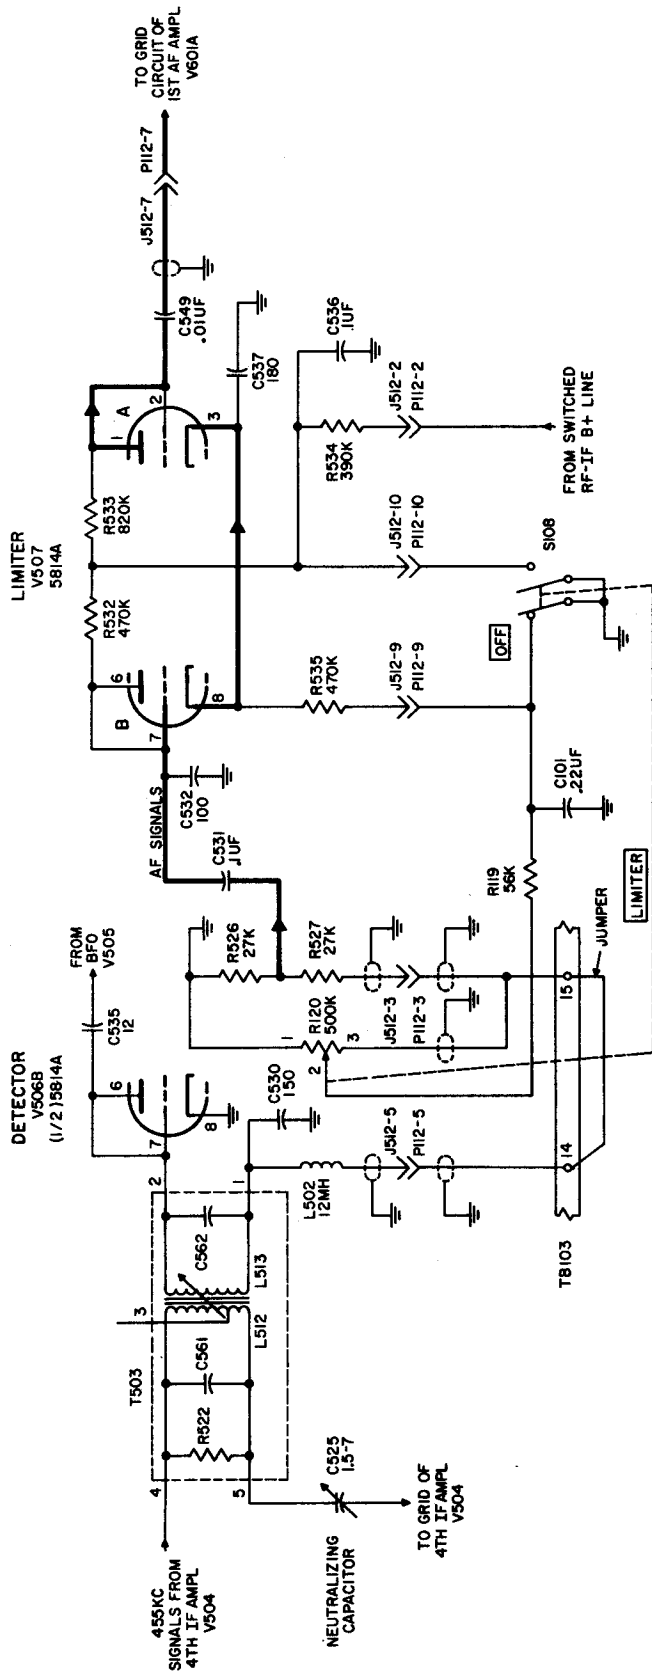 455KC
SIGNALS FROM
4TH IF AMPL
V504
4
5
T503
R522
C561
3
L512
L513
C562
2
1
NEUTRALIZING
CAPACITOR
C525
1.5-7
TO GRID OF
4TH IF AMPL
V504
DETECTOR
V506B
(1/2)5814A
7
6
8
C535
12
FROM
BFO
V505
C530
150
L502
12MH
J512-5
P112-5
14
TB103
1
R120
500K
2
3
R526
27K
R527
27K
J512-3
P112-3
15
JUMPER
LIMITER
C531
.1UF
AF SIGNALS
C532
100
R119
56K
C101
.22UF
LIMITER
V507
5814A
B
7
6
8
R532
470K
R533
820K
R535
470K
J512-9
P112-9
OFF
S108
J512-10
P112-10
R534
390K
J512-2
P112-2
FROM SWITCHED
RF-IF B+ LINE
C536
.1UF
A
1
2
3
C537
180
C549
.01UF
J512-7
P112-7
TO GRID
CIRCUIT OF
1ST AF AMPL
V601A